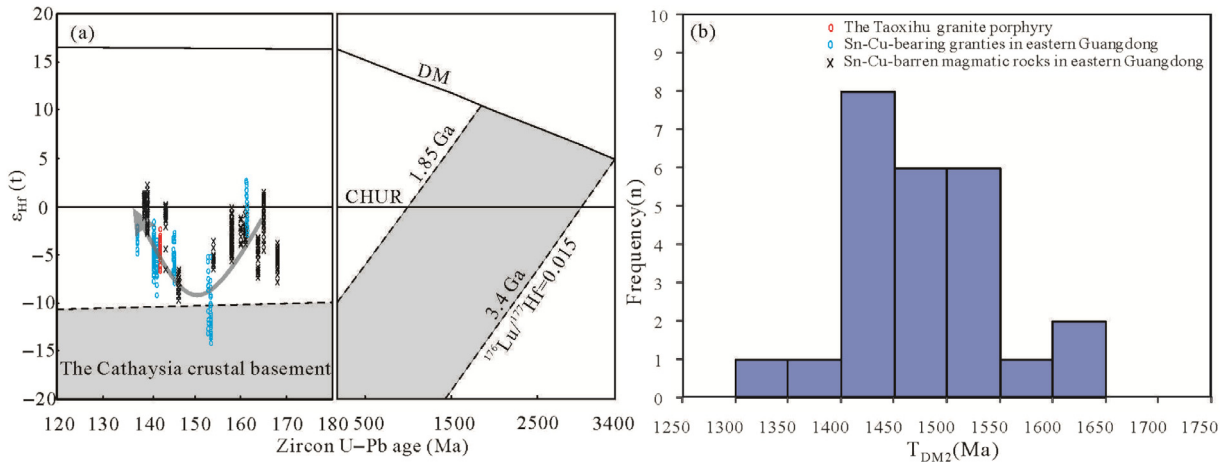 (a)
20
15
10
5
0
-5
-10
-15
-20
εHf (t)
DM
1.85 Ga
CHUR
3.4 Ga
176Lu/177Hf=0.015
The Cathaysia crustal basement
120 130 140 150 160 170 180 500 1500 2500 3400
Zircon U–Pb age (Ma)
(b)
The Taoxihu granite porphyry
Sn-Cu-bearing granties in eastern Guangdong
Sn-Cu-barren magmatic rocks in eastern Guangdong
10
9
8
7
6
5
4
3
2
1
0
Frequency(n)
1250 1300 1350 1400 1450 1500 1550 1600 1650 1700 1750
TDM2(Ma)